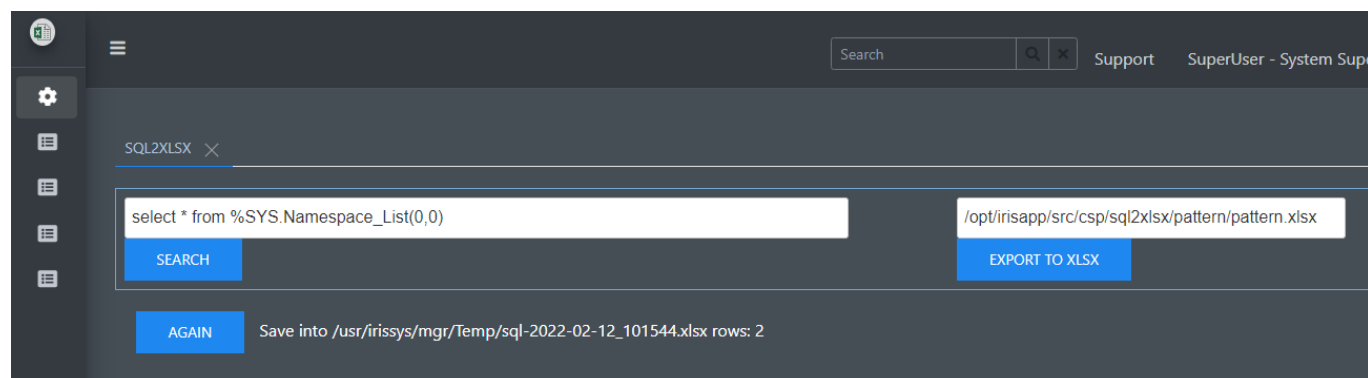 Search
Support
SuperUser - System Supe
SQL2XLSX
select * from %SYS.Namespace_List(0,0)
/opt/irisapp/src/csp/sql2xlsx/pattern/pattern.xlsx
SEARCH
EXPORT TO XLSX
AGAIN
Save into /usr/irissys/mgr/Temp/sql-2022-02-12_101544.xlsx rows: 2